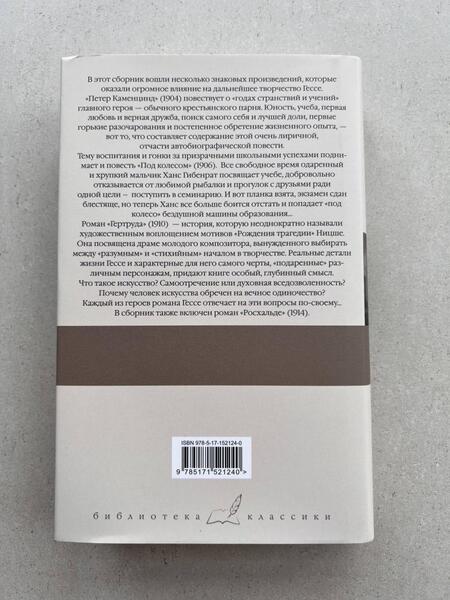 В этот сборник вошли несколько знаковых произведений, которые
оказали огромное влияние на дальнейшее творчество Гессе.
«Петер Каменцинд» (1904) повествует о «годах странствий и учений»
главного героя — обычного крестьянского парня. Юность, учеба, первая
любовь и верная дружба, поиск самого себя и лучшей доли, первые
горькие разочарования и постепенное обретение жизненного опыта, —
вот то, что составляет содержание этой очень лиричной,
отчасти автобиографической повести.
Тему воспитания и гонки за призрачными школьными успехами подни-
мает и повесть «Под колесом» (1906). Все свободное время одаренный
и хрупкий мальчик Ханс Гибенрат посвящает учебе, добровольно
отказывается от любимой рыбалки и прогулок с друзьями ради
одной цели — поступить в семинарию. И вот планка взята, экзамен сдан
блестяще, но теперь Ханс все больше боится отстать и попадает «под
колесо» бездушной машины образования...
Роман «Гертруда» (1910) — история, которую неоднократно называли
художественным воплощением мотивов «Рождения трагедии» Ницше.
Она посвящена драме молодого композитора, вынужденного выбирать
между «разумным» и «стихийным» началом в творчестве. Реальные детали
жизни Гессе и характерные для него самого черты, «подаренные» раз-
личным персонажам, придают книге особый, глубинный смысл.
Что такое искусство? Самоотречение или духовная вседозволенность?
Почему человек искусства обречен на вечное одиночество?
Каждый из героев романа Гессе отвечает на эти вопросы по-своему...
В сборник также включен роман «Росхальде» (1914).
ISBN 978-5-17-152124-0
9 785171 521240 >
библиотека классики